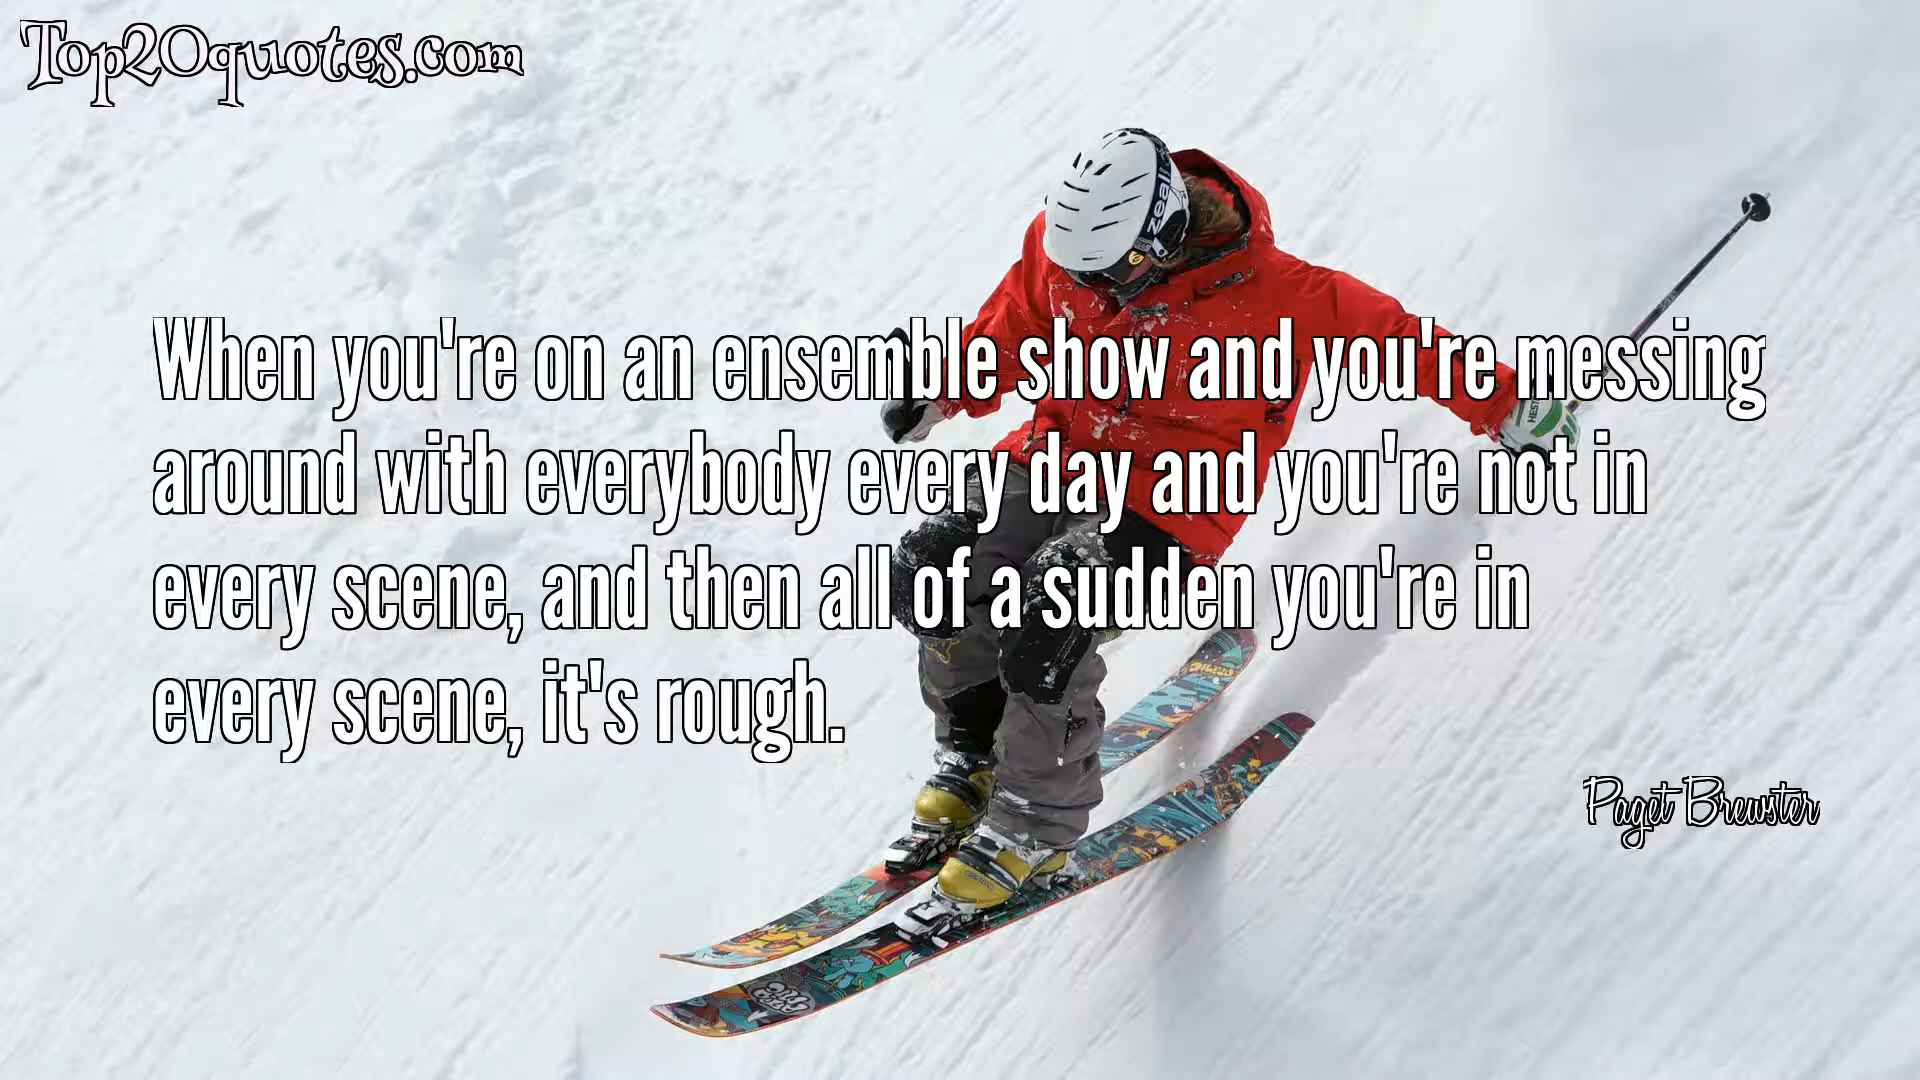 Top20quotes.com
zeal
HEST
When you're on an ensemble show and you're messing
around with everybody every day and you're not in
every scene, and then all of a sudden you're in
every scene, it's rough.
Paget Brewster